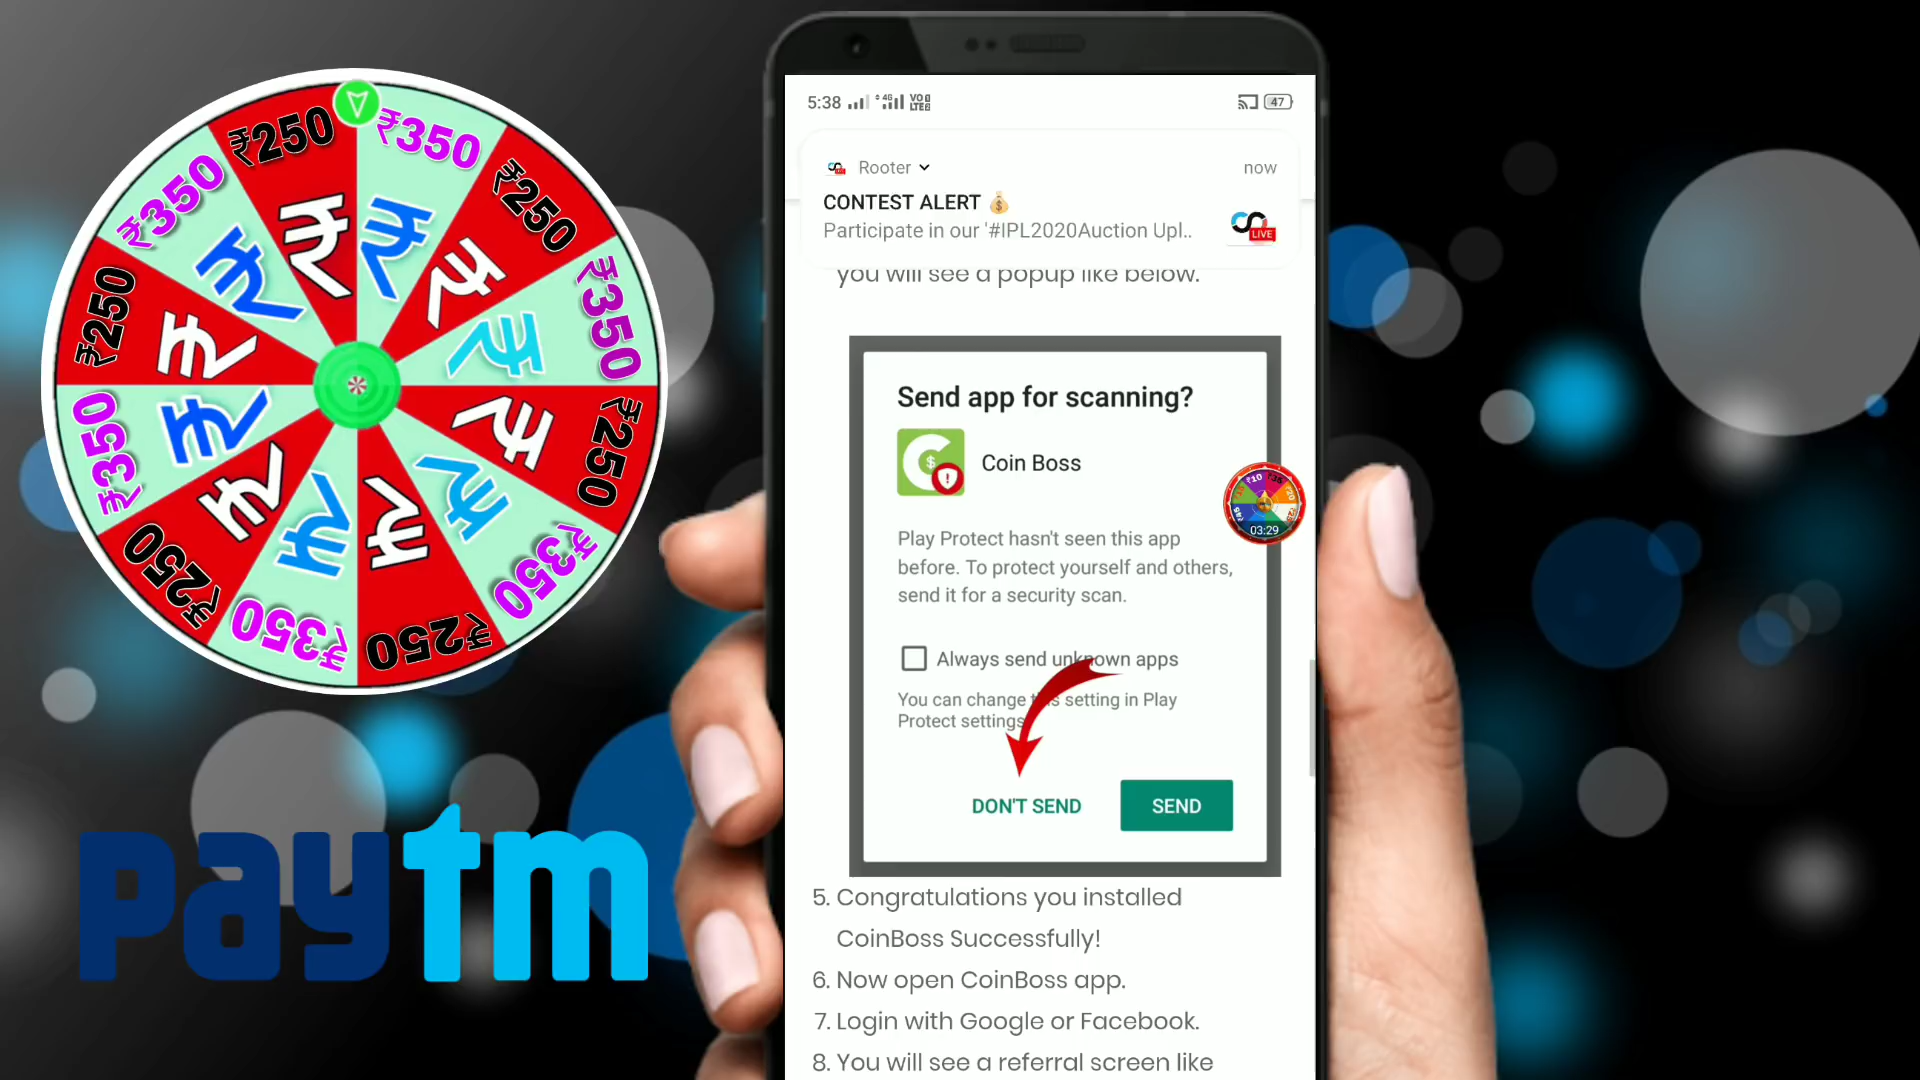 ₹350
₹250
₹350
₹250
₹350
₹250
₹350
₹250
₹350
₹250
₹350
₹250
paytm
5:38
4G
VO
LTE
47
Rooter
now
CONTEST ALERT 💰
Participate in our '#IPL2020Auction Upl..
LIVE
you will see a popup like below.
Send app for scanning?
Coin Boss
Play Protect hasn't seen this app
before. To protect yourself and others,
send it for a security scan.
Always send unknown apps
You can change this setting in Play
Protect settings
DON'T SEND
SEND
₹10
03:29
5. Congratulations you installed
CoinBoss Successfully!
6. Now open CoinBoss app.
7. Login with Google or Facebook.
8. You will see a referral screen like